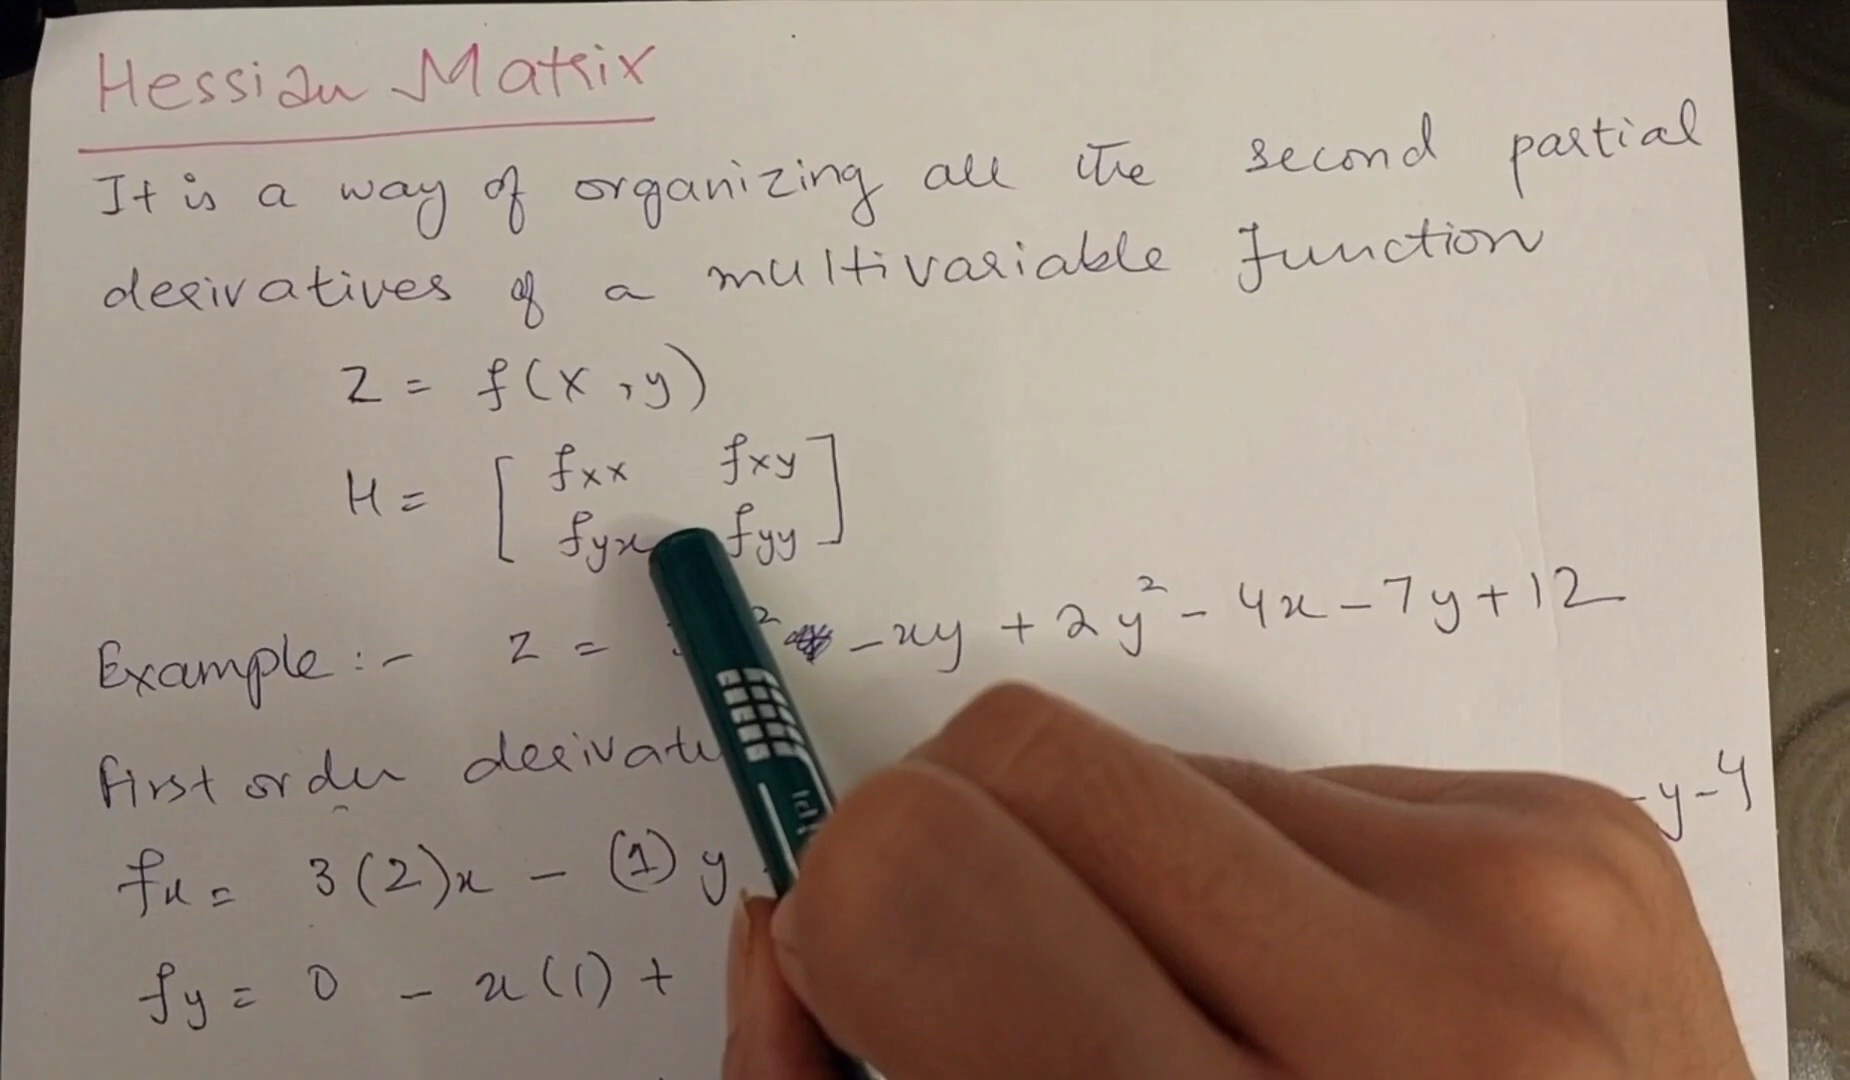 Hessian Matrix
It is a way of organizing all the second partial
derivatives of a multivariable function
Z = f(x,y)
H = [ fxx fxy
fyx fyy ]
Example:- Z = ² -xy + 2y² - 4x - 7y + 12
First order
fx = 3(2)x - (1)y -y-4
fy = 0 - x(1) +